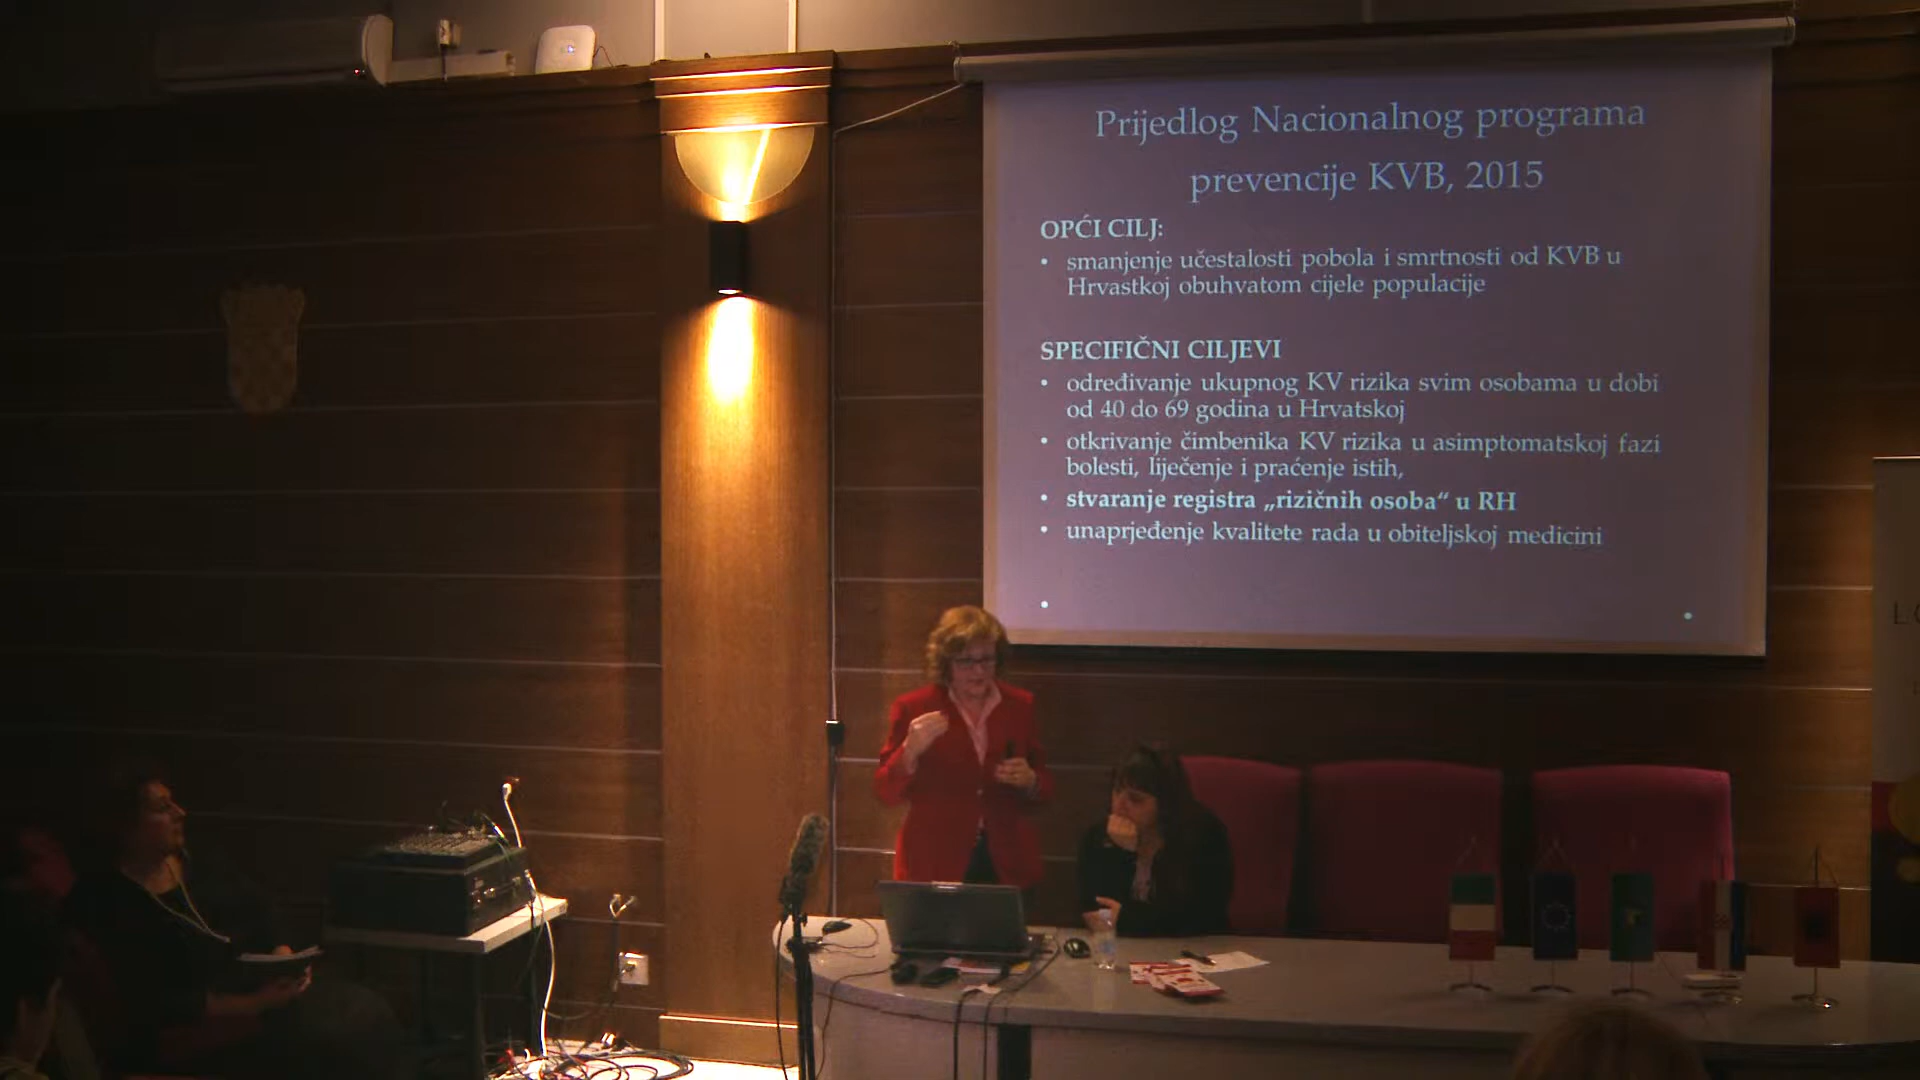 Prijedlog Nacionalnog programa
prevencije KVB, 2015
OPĆI CILJ:
• smanjenje učestalosti pobola i smrtnosti od KVB u
Hrvastkoj obuhvatom cijele populacije
SPECIFIČNI CILJEVI
• određivanje ukupnog KV rizika svim osobama u dobi
od 40 do 69 godina u Hrvatskoj
• otkrivanje čimbenika KV rizika u asimptomatskoj fazi
bolesti, liječenje i praćenje istih,
• stvaranje registra „rizičnih osoba“ u RH
• unaprjeđenje kvalitete rada u obiteljskoj medicini